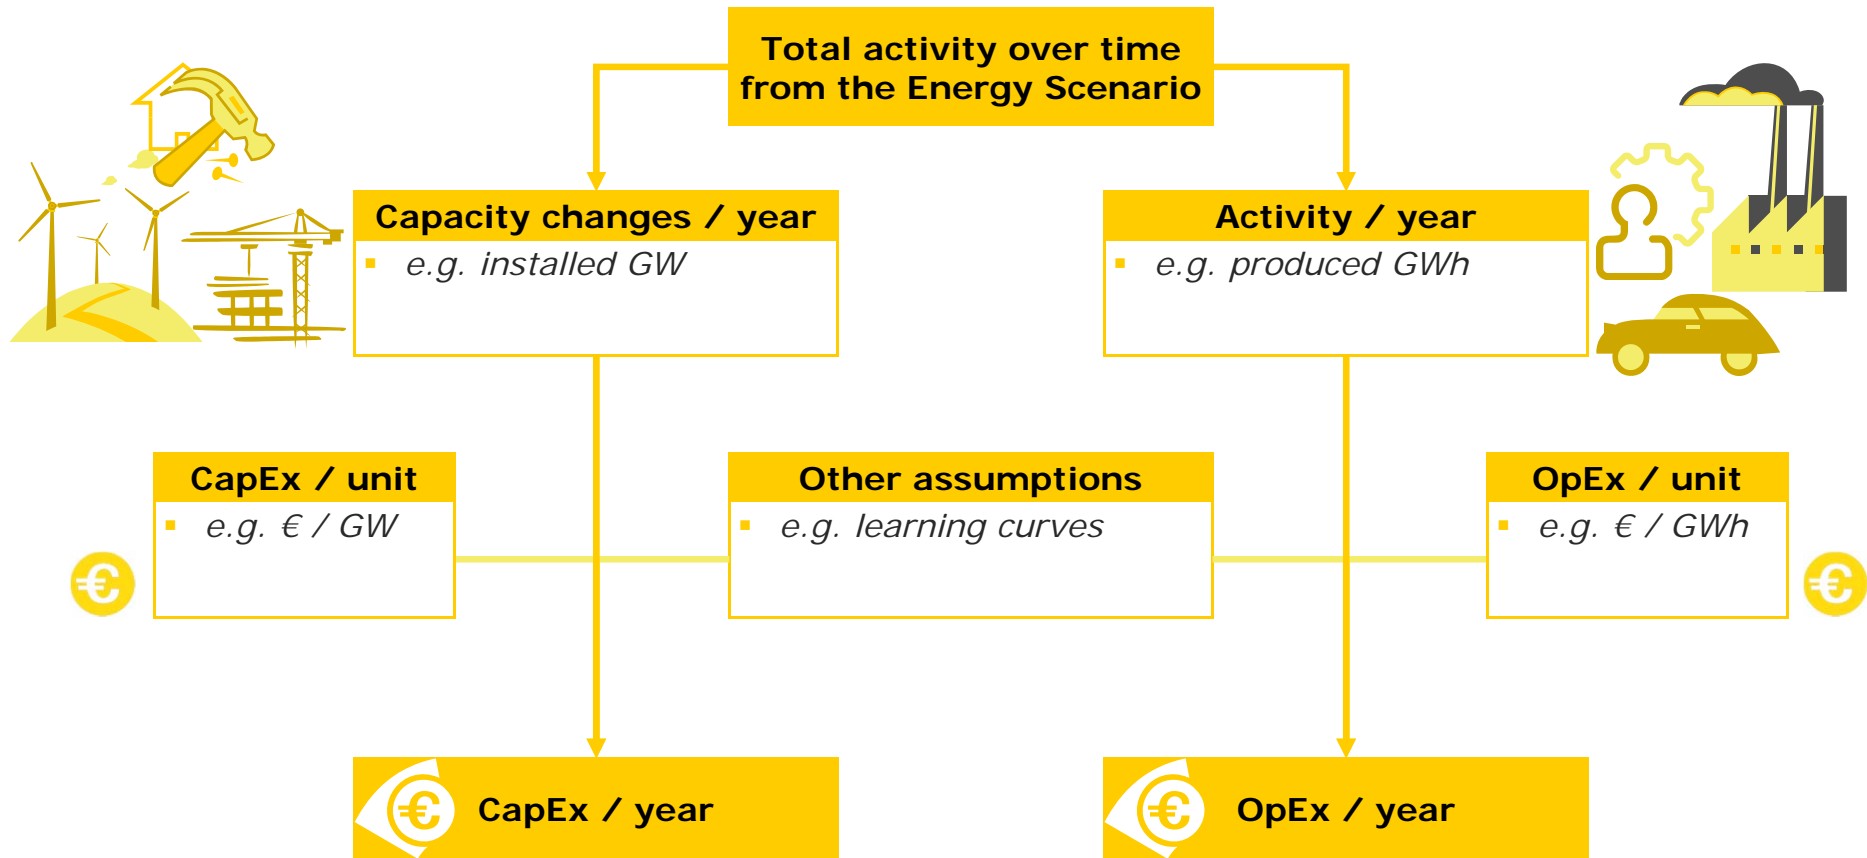 Total activity over time
from the Energy Scenario
Capacity changes / year
▪ e.g. installed GW
Activity / year
▪ e.g. produced GWh
CapEx / unit
▪ e.g. € / GW
Other assumptions
▪ e.g. learning curves
OpEx / unit
▪ e.g. € / GWh
€
€
€ CapEx / year
€ OpEx / year